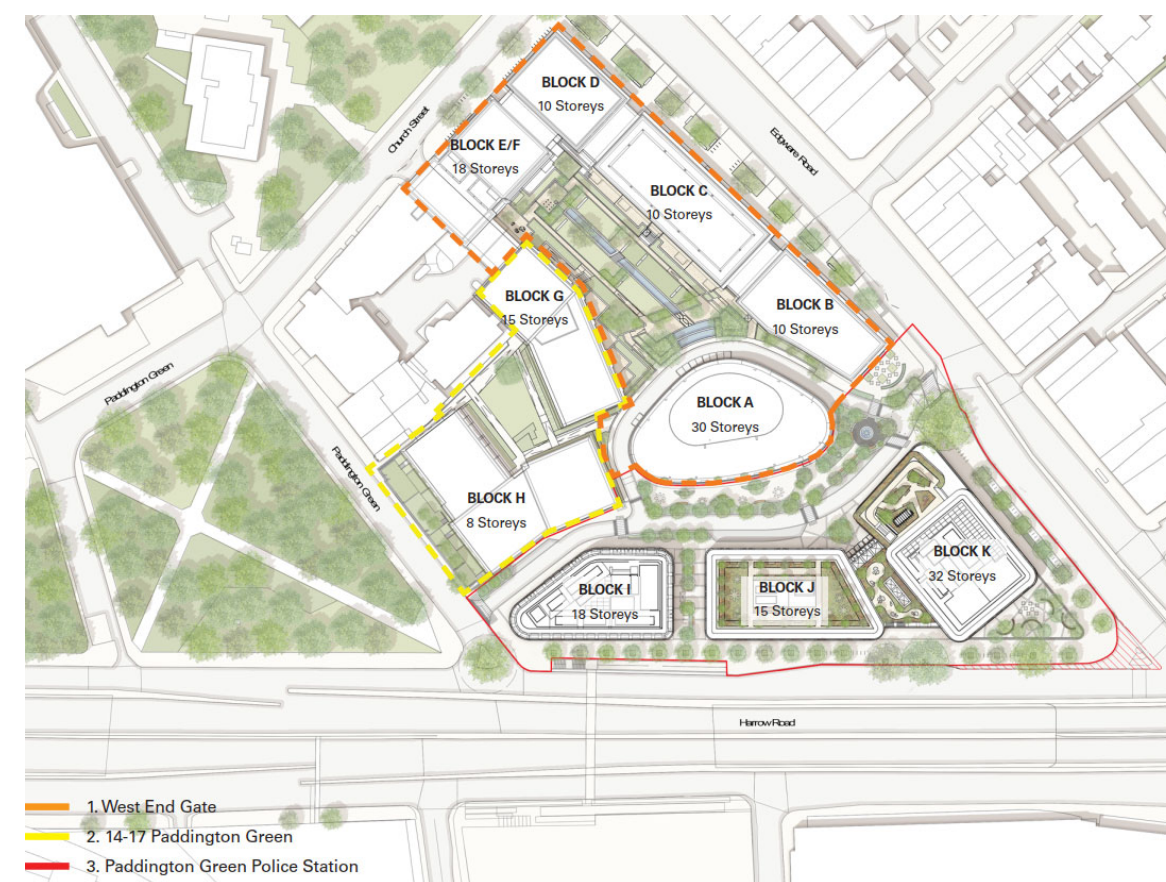 BLOCK D
10 Storeys
Church Street
BLOCK E/F
18 Storeys
Edgware Road
BLOCK C
10 Storeys
BLOCK G
15 Storeys
BLOCK B
10 Storeys
Paddington Green
BLOCK A
30 Storeys
Paddington Green
BLOCK H
8 Storeys
BLOCK K
32 Storeys
BLOCK I
18 Storeys
BLOCK J
15 Storeys
Harrow Road
1. West End Gate
2. 14-17 Paddington Green
3. Paddington Green Police Station